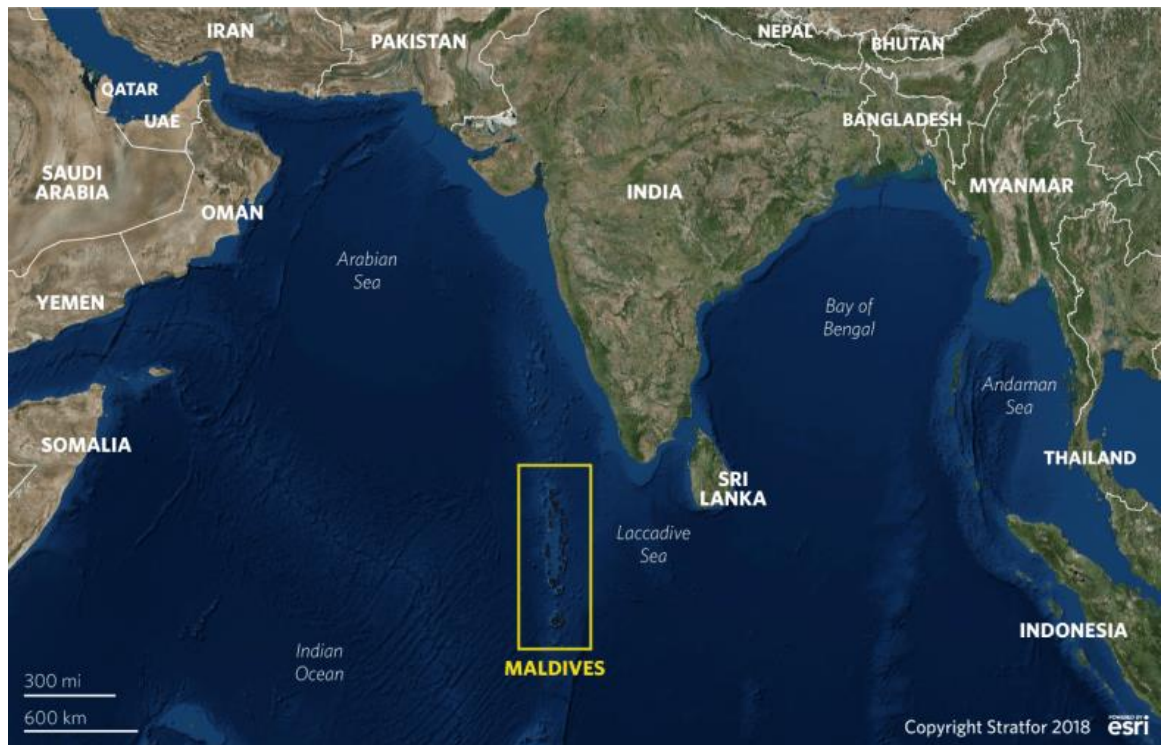 IRAN
PAKISTAN
NEPAL
BHUTAN
QATAR
UAE
BANGLADESH
SAUDI
ARABIA
INDIA
MYANMAR
OMAN
Arabian
Sea
YEMEN
Bay of
Bengal
Andaman
Sea
SOMALIA
THAILAND
SRI
LANKA
Laccadive
Sea
INDONESIA
Indian
Ocean
MALDIVES
300 mi
600 km
Copyright Stratfor 2018
POWERED BY
esri